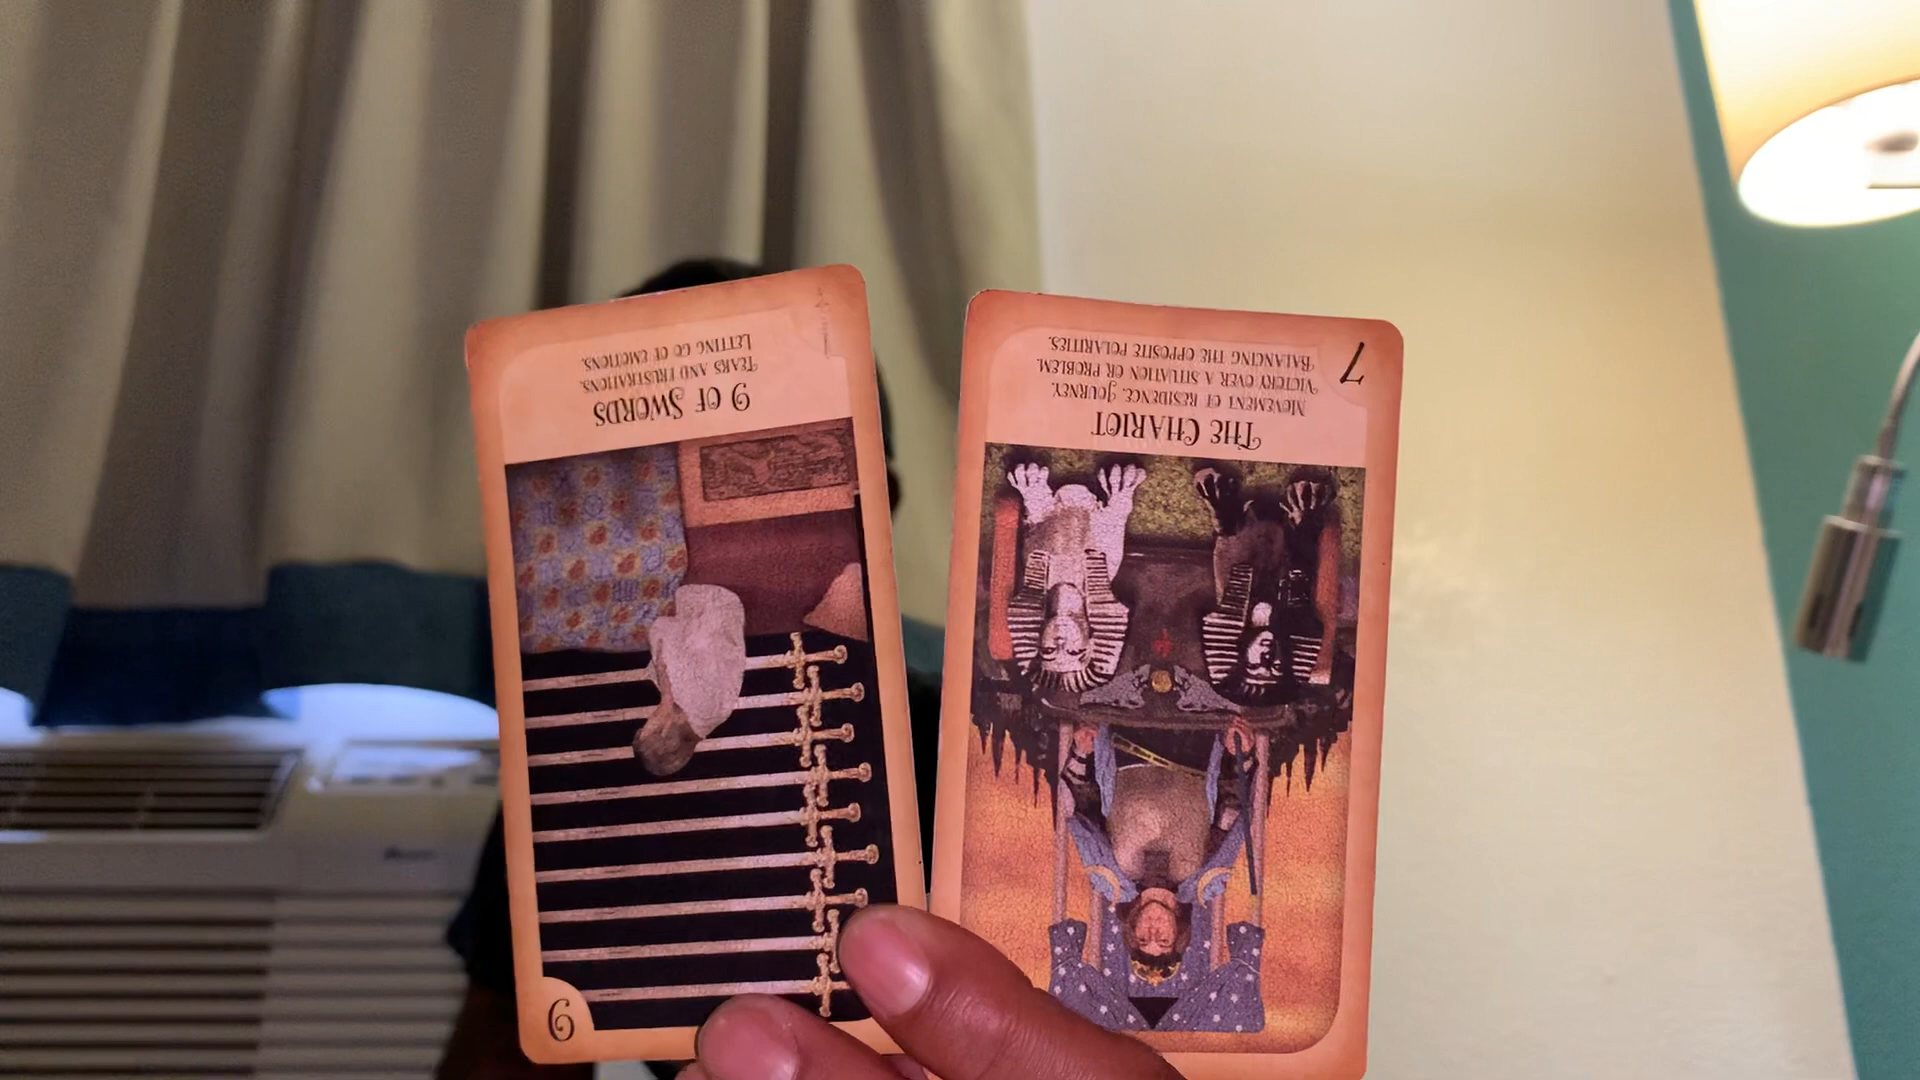 9 OF SWORDS
TEARS AND FRUSTRATIONS.
LETTING GO OF EMOTIONS.
9
THE CHARIOT
MOVEMENT OF RESIDENCE. JOURNEY.
VICTORY OVER A SITUATION OR PROBLEM.
BALANCING THE OPPOSITE POLARITIES.
7